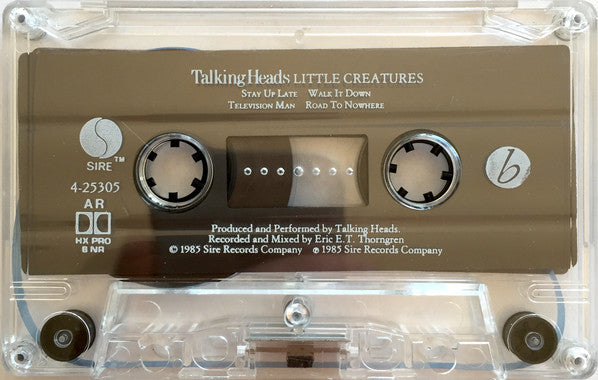 Talking Heads LITTLE CREATURES
STAY UP LATE WALK IT DOWN
TELEVISION MAN ROAD TO NOWHERE
SIRE™
4-25305
AR
HX PRO
B NR
b
Produced and Performed by Talking Heads.
Recorded and Mixed by Eric E.T. Thorngren
© 1985 Sire Records Company ℗ 1985 Sire Records Company